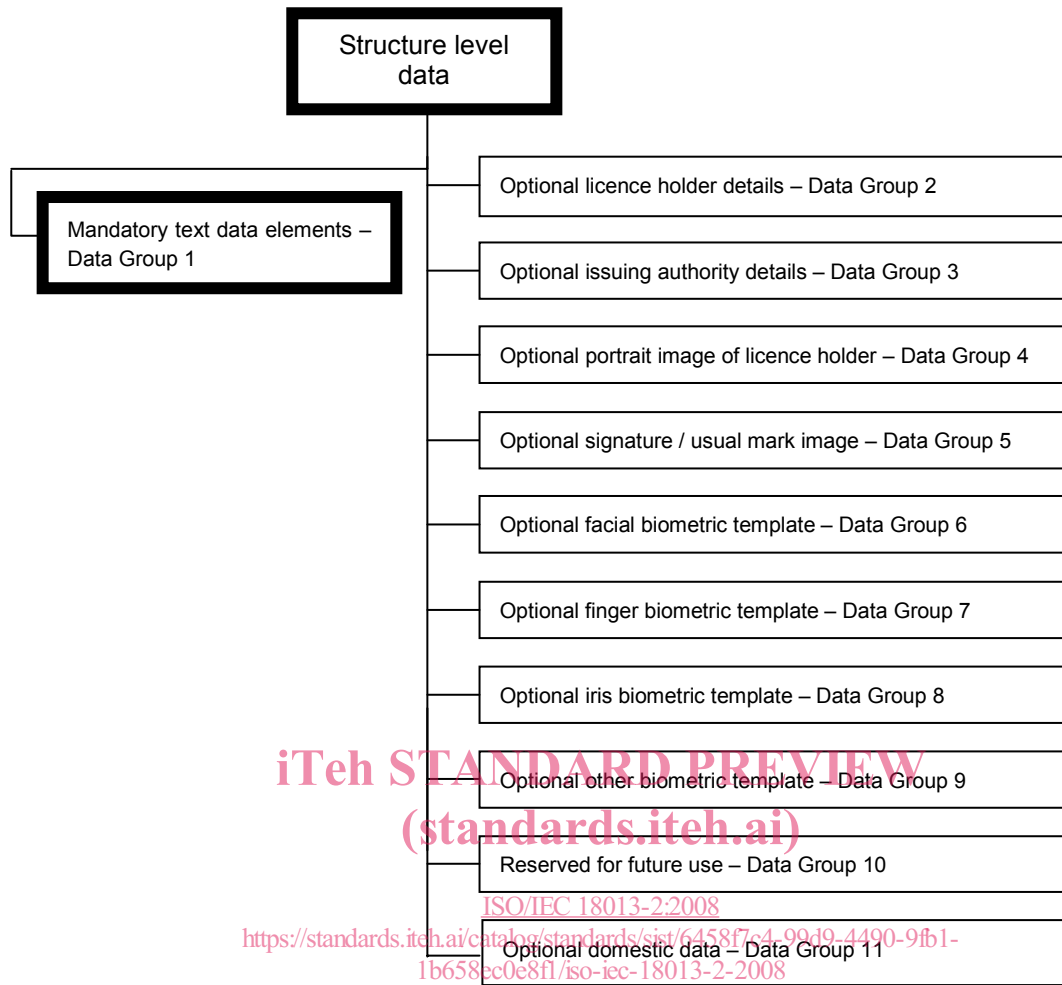 Structure level
data
Mandatory text data elements –
Data Group 1
Optional licence holder details – Data Group 2
Optional issuing authority details – Data Group 3
Optional portrait image of licence holder – Data Group 4
Optional signature / usual mark image – Data Group 5
Optional facial biometric template – Data Group 6
Optional finger biometric template – Data Group 7
Optional iris biometric template – Data Group 8
iTeh STANDARD PREVIEW
Optional other biometric template – Data Group 9
(standards.iteh.ai)
Reserved for future use – Data Group 10
ISO/IEC 18013-2:2008
https://standards.iteh.ai/catalog/standards/sist/6458f7c4-99d9-4490-9fb1-
Optional domestic data – Data Group 11
1b658ec0e8f1/iso-iec-18013-2-2008